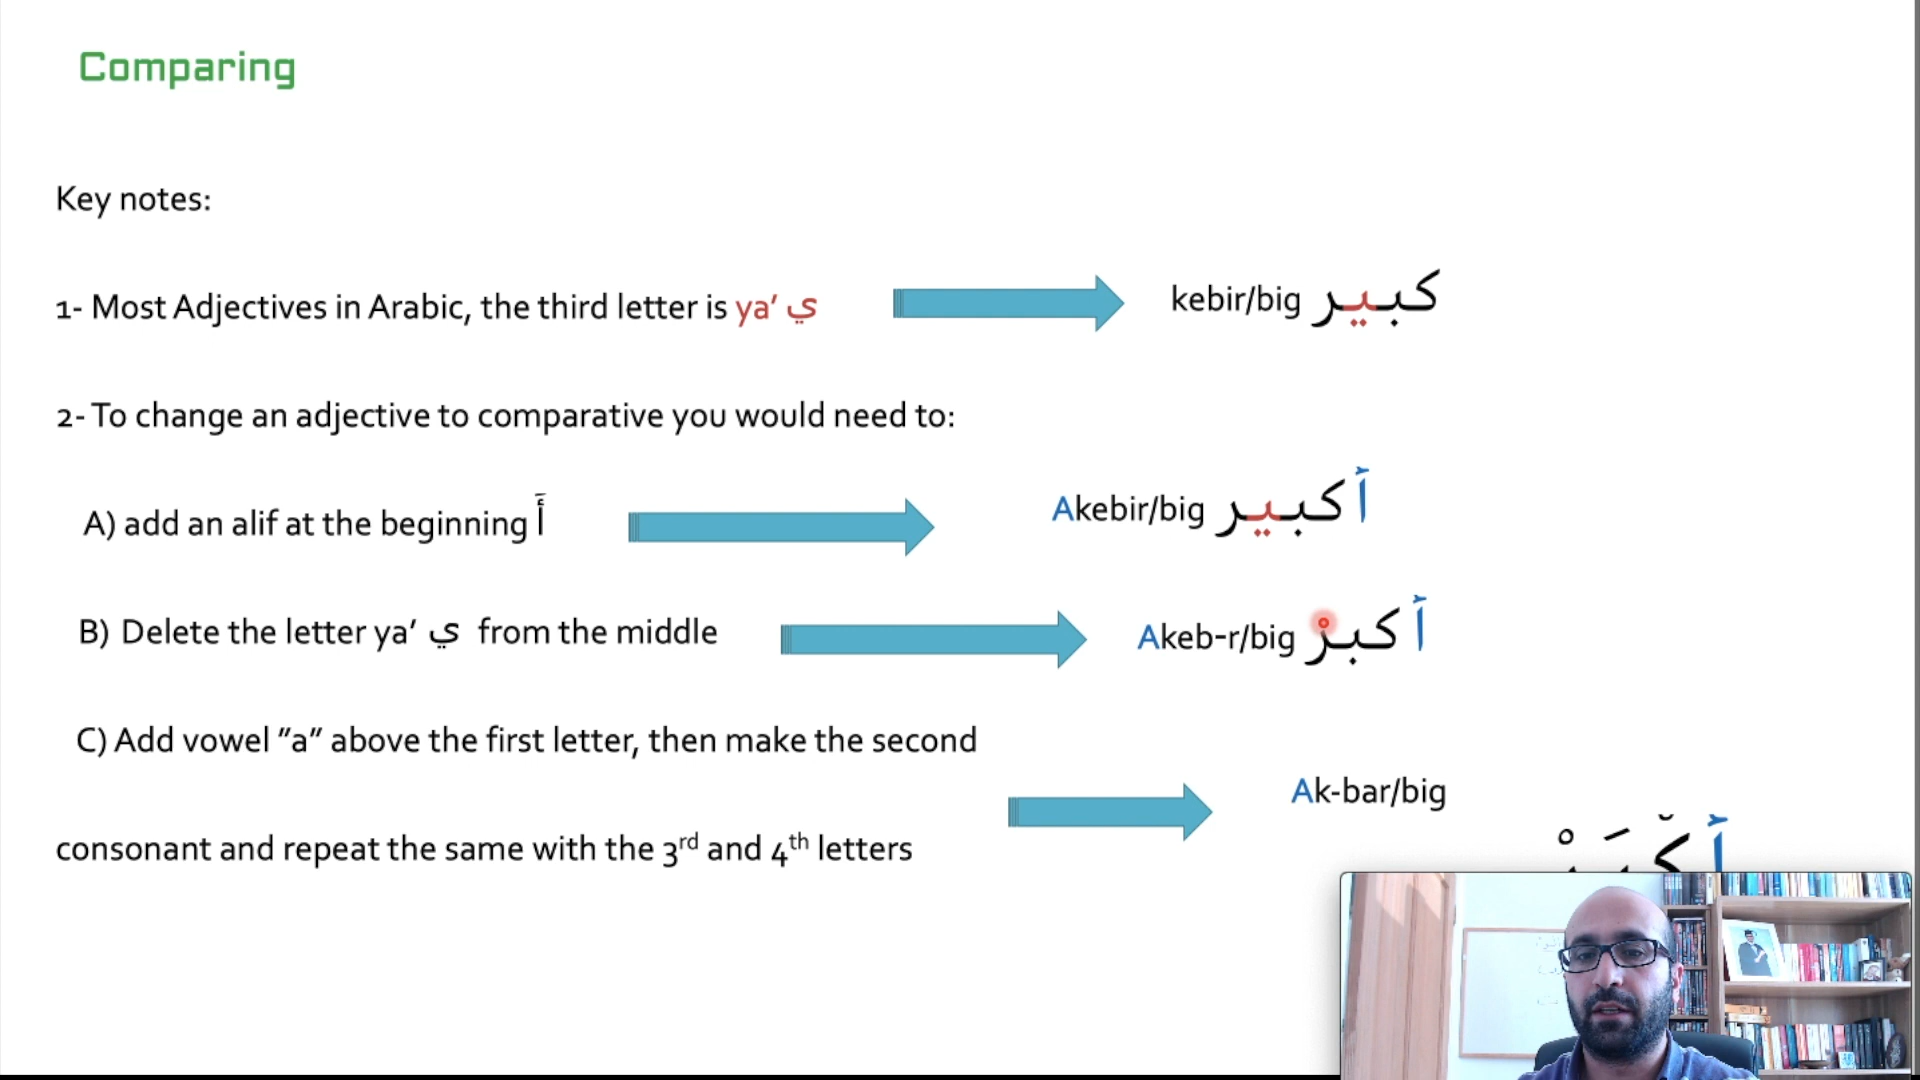 Comparing
Key notes:
1- Most Adjectives in Arabic, the third letter is ya’ ي
kebir/big كبير
2- To change an adjective to comparative you would need to:
A) add an alif at the beginning أَ
Akebir/big أكبير
B) Delete the letter ya’ ي from the middle
Akeb-r/big أكبرْ
C) Add vowel ”a” above the first letter, then make the second
consonant and repeat the same with the 3rd and 4th letters
Ak-bar/big